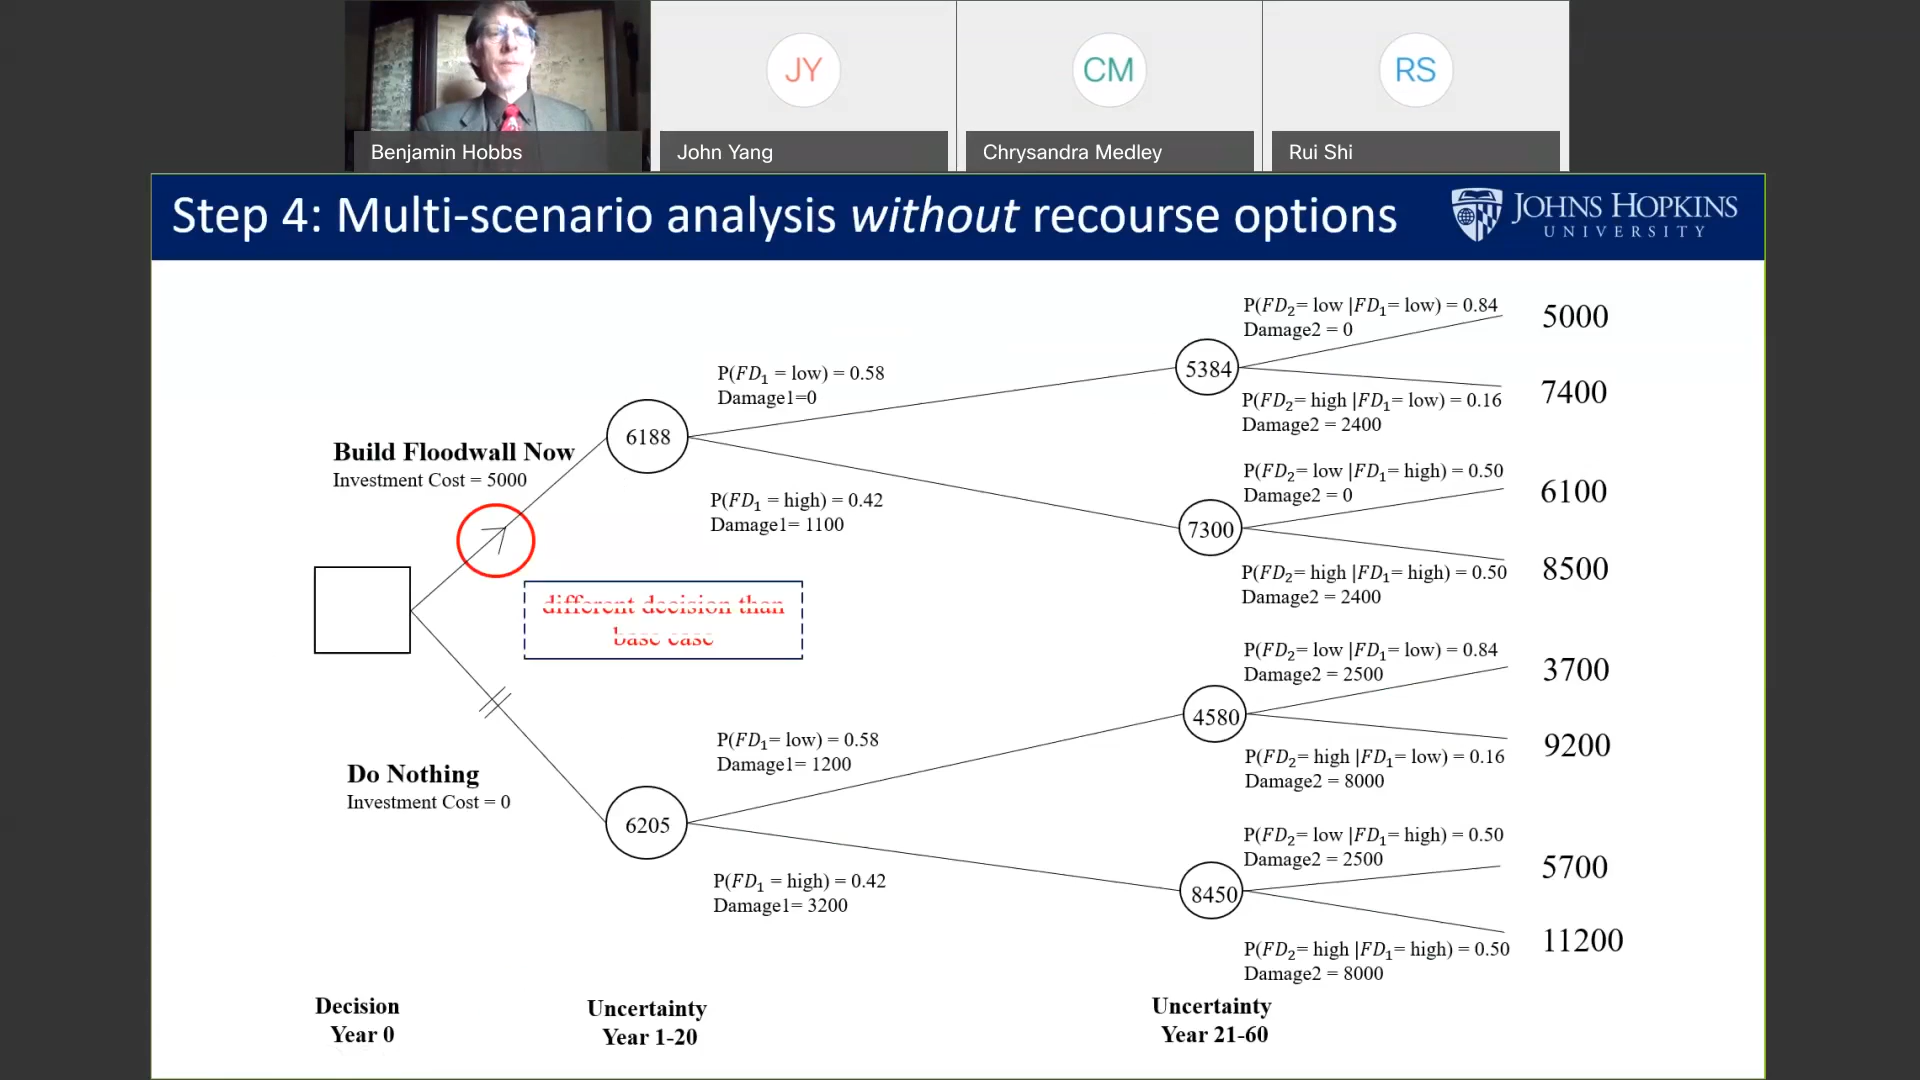 JY
CM
RS
Benjamin Hobbs
John Yang
Chrysandra Medley
Rui Shi
Step 4: Multi-scenario analysis without recourse options
JOHNS HOPKINS
UNIVERSITY
P(FD₂= low |FD₁= low) = 0.84
Damage2 = 0
5000
5384
P(FD₁ = low) = 0.58
Damage1=0
7400
P(FD₂= high |FD₁= low) = 0.16
Damage2 = 2400
6188
Build Floodwall Now
Investment Cost = 5000
P(FD₂= low |FD₁= high) = 0.50
Damage2 = 0
6100
P(FD₁ = high) = 0.42
Damage1= 1100
7300
P(FD₂= high |FD₁= high) = 0.50
Damage2 = 2400
8500
different decision than
base case
P(FD₂= low |FD₁= low) = 0.84
Damage2 = 2500
3700
4580
P(FD₁= low) = 0.58
Damage1= 1200
9200
P(FD₂= high |FD₁= low) = 0.16
Damage2 = 8000
Do Nothing
Investment Cost = 0
6205
P(FD₂= low |FD₁= high) = 0.50
Damage2 = 2500
5700
P(FD₁ = high) = 0.42
Damage1= 3200
8450
11200
P(FD₂= high |FD₁= high) = 0.50
Damage2 = 8000
Decision
Year 0
Uncertainty
Year 1-20
Uncertainty
Year 21-60